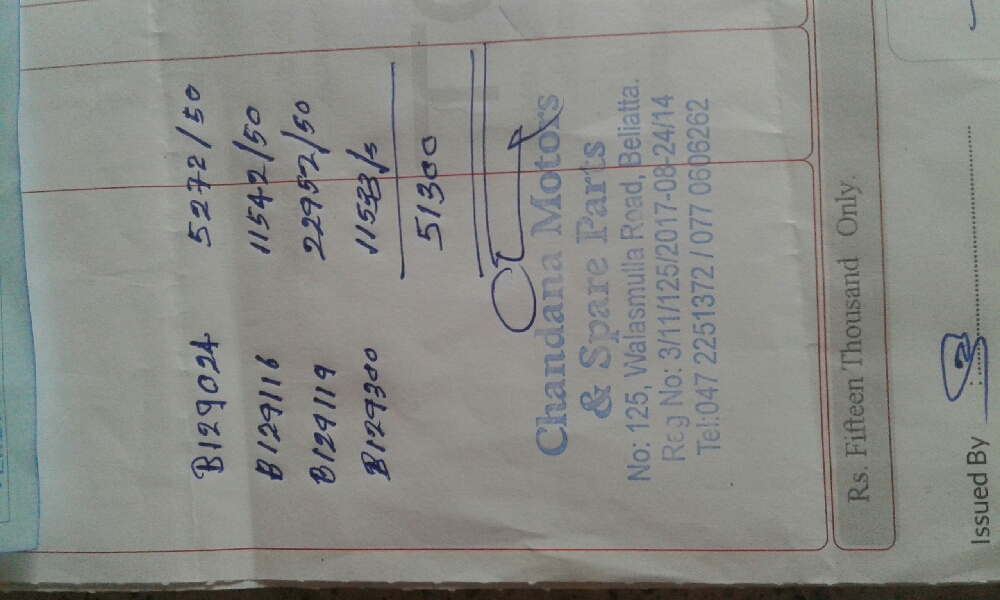 B129024 5272/50
B129116 11542/50
B129119 22952/50
B129300
51300
Chandana Motors
& Spare Parts
No: 125, Walasmulla Road, Beliatta.
Reg No: 3/11/125/2017-08-24/14
Tel:047 2251372 / 077 0606262
Rs. Fifteen Thousand Only.
Issued By :